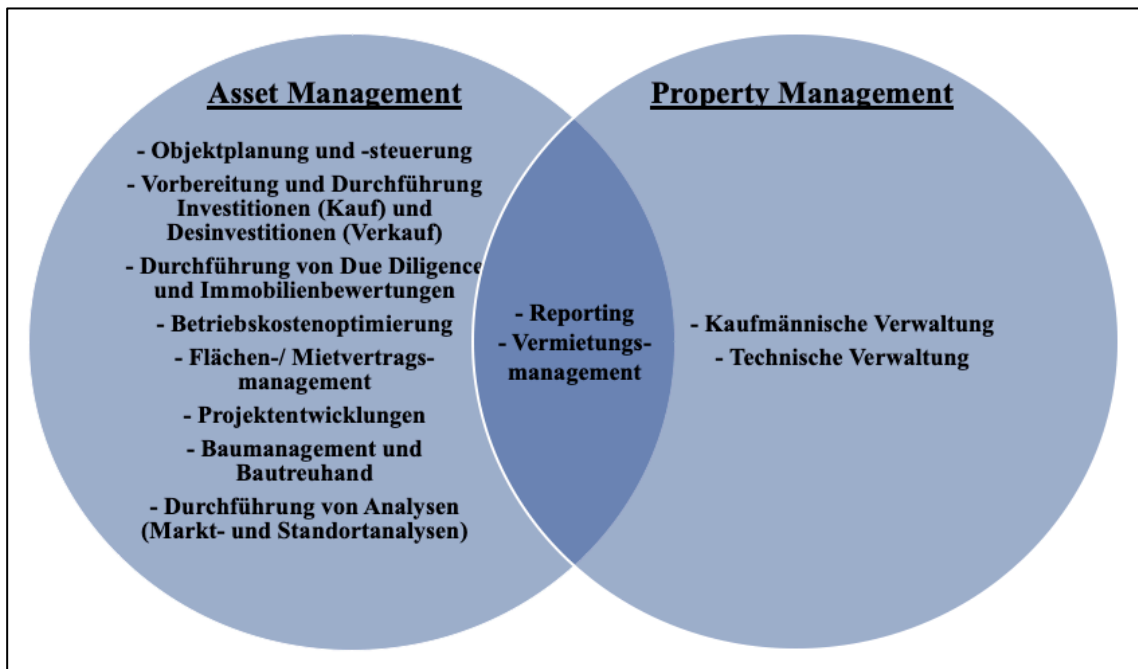 Asset Management
- Objektplanung und -steuerung
- Vorbereitung und Durchführung
Investitionen (Kauf) und
Desinvestitionen (Verkauf)
- Durchführung von Due Diligence
und Immobilienbewertungen
- Betriebskostenoptimierung
- Flächen-/ Mietvertrags-
management
- Projektentwicklungen
- Baumanagement und
Bautreuhand
- Durchführung von Analysen
(Markt- und Standortanalysen)
- Reporting
- Vermietungs-
management
Property Management
- Kaufmännische Verwaltung
- Technische Verwaltung